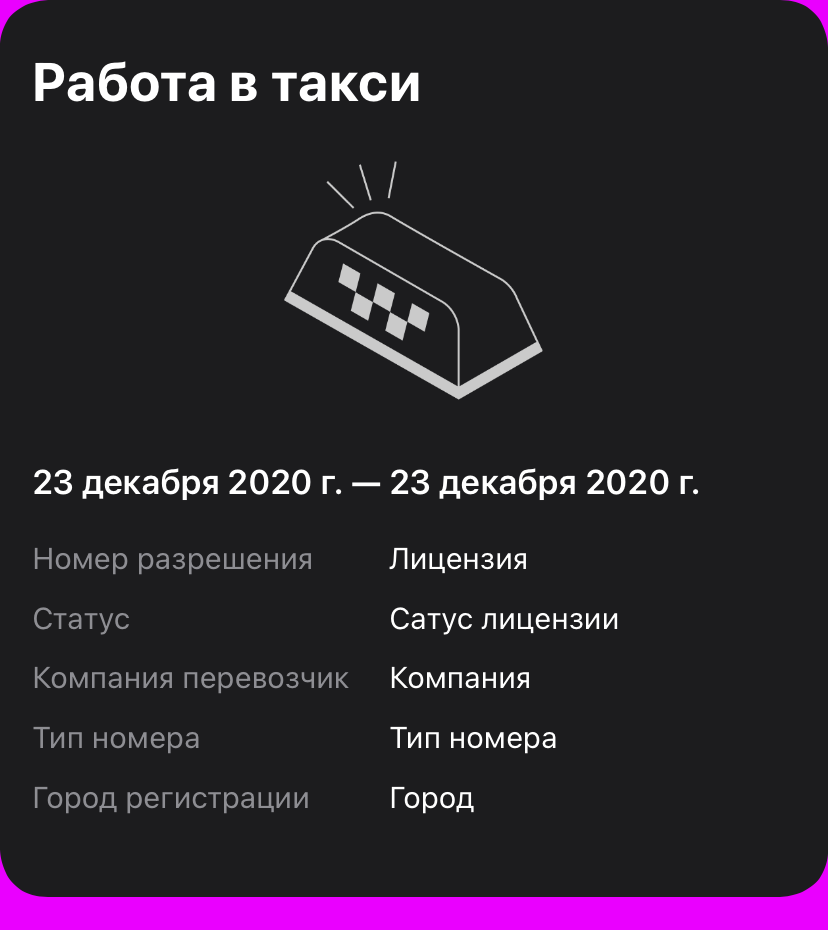 Работа в такси
23 декабря 2020 г. — 23 декабря 2020 г.
Номер разрешения Лицензия
Статус Сатус лицензии
Компания перевозчик Компания
Тип номера Тип номера
Город регистрации Город